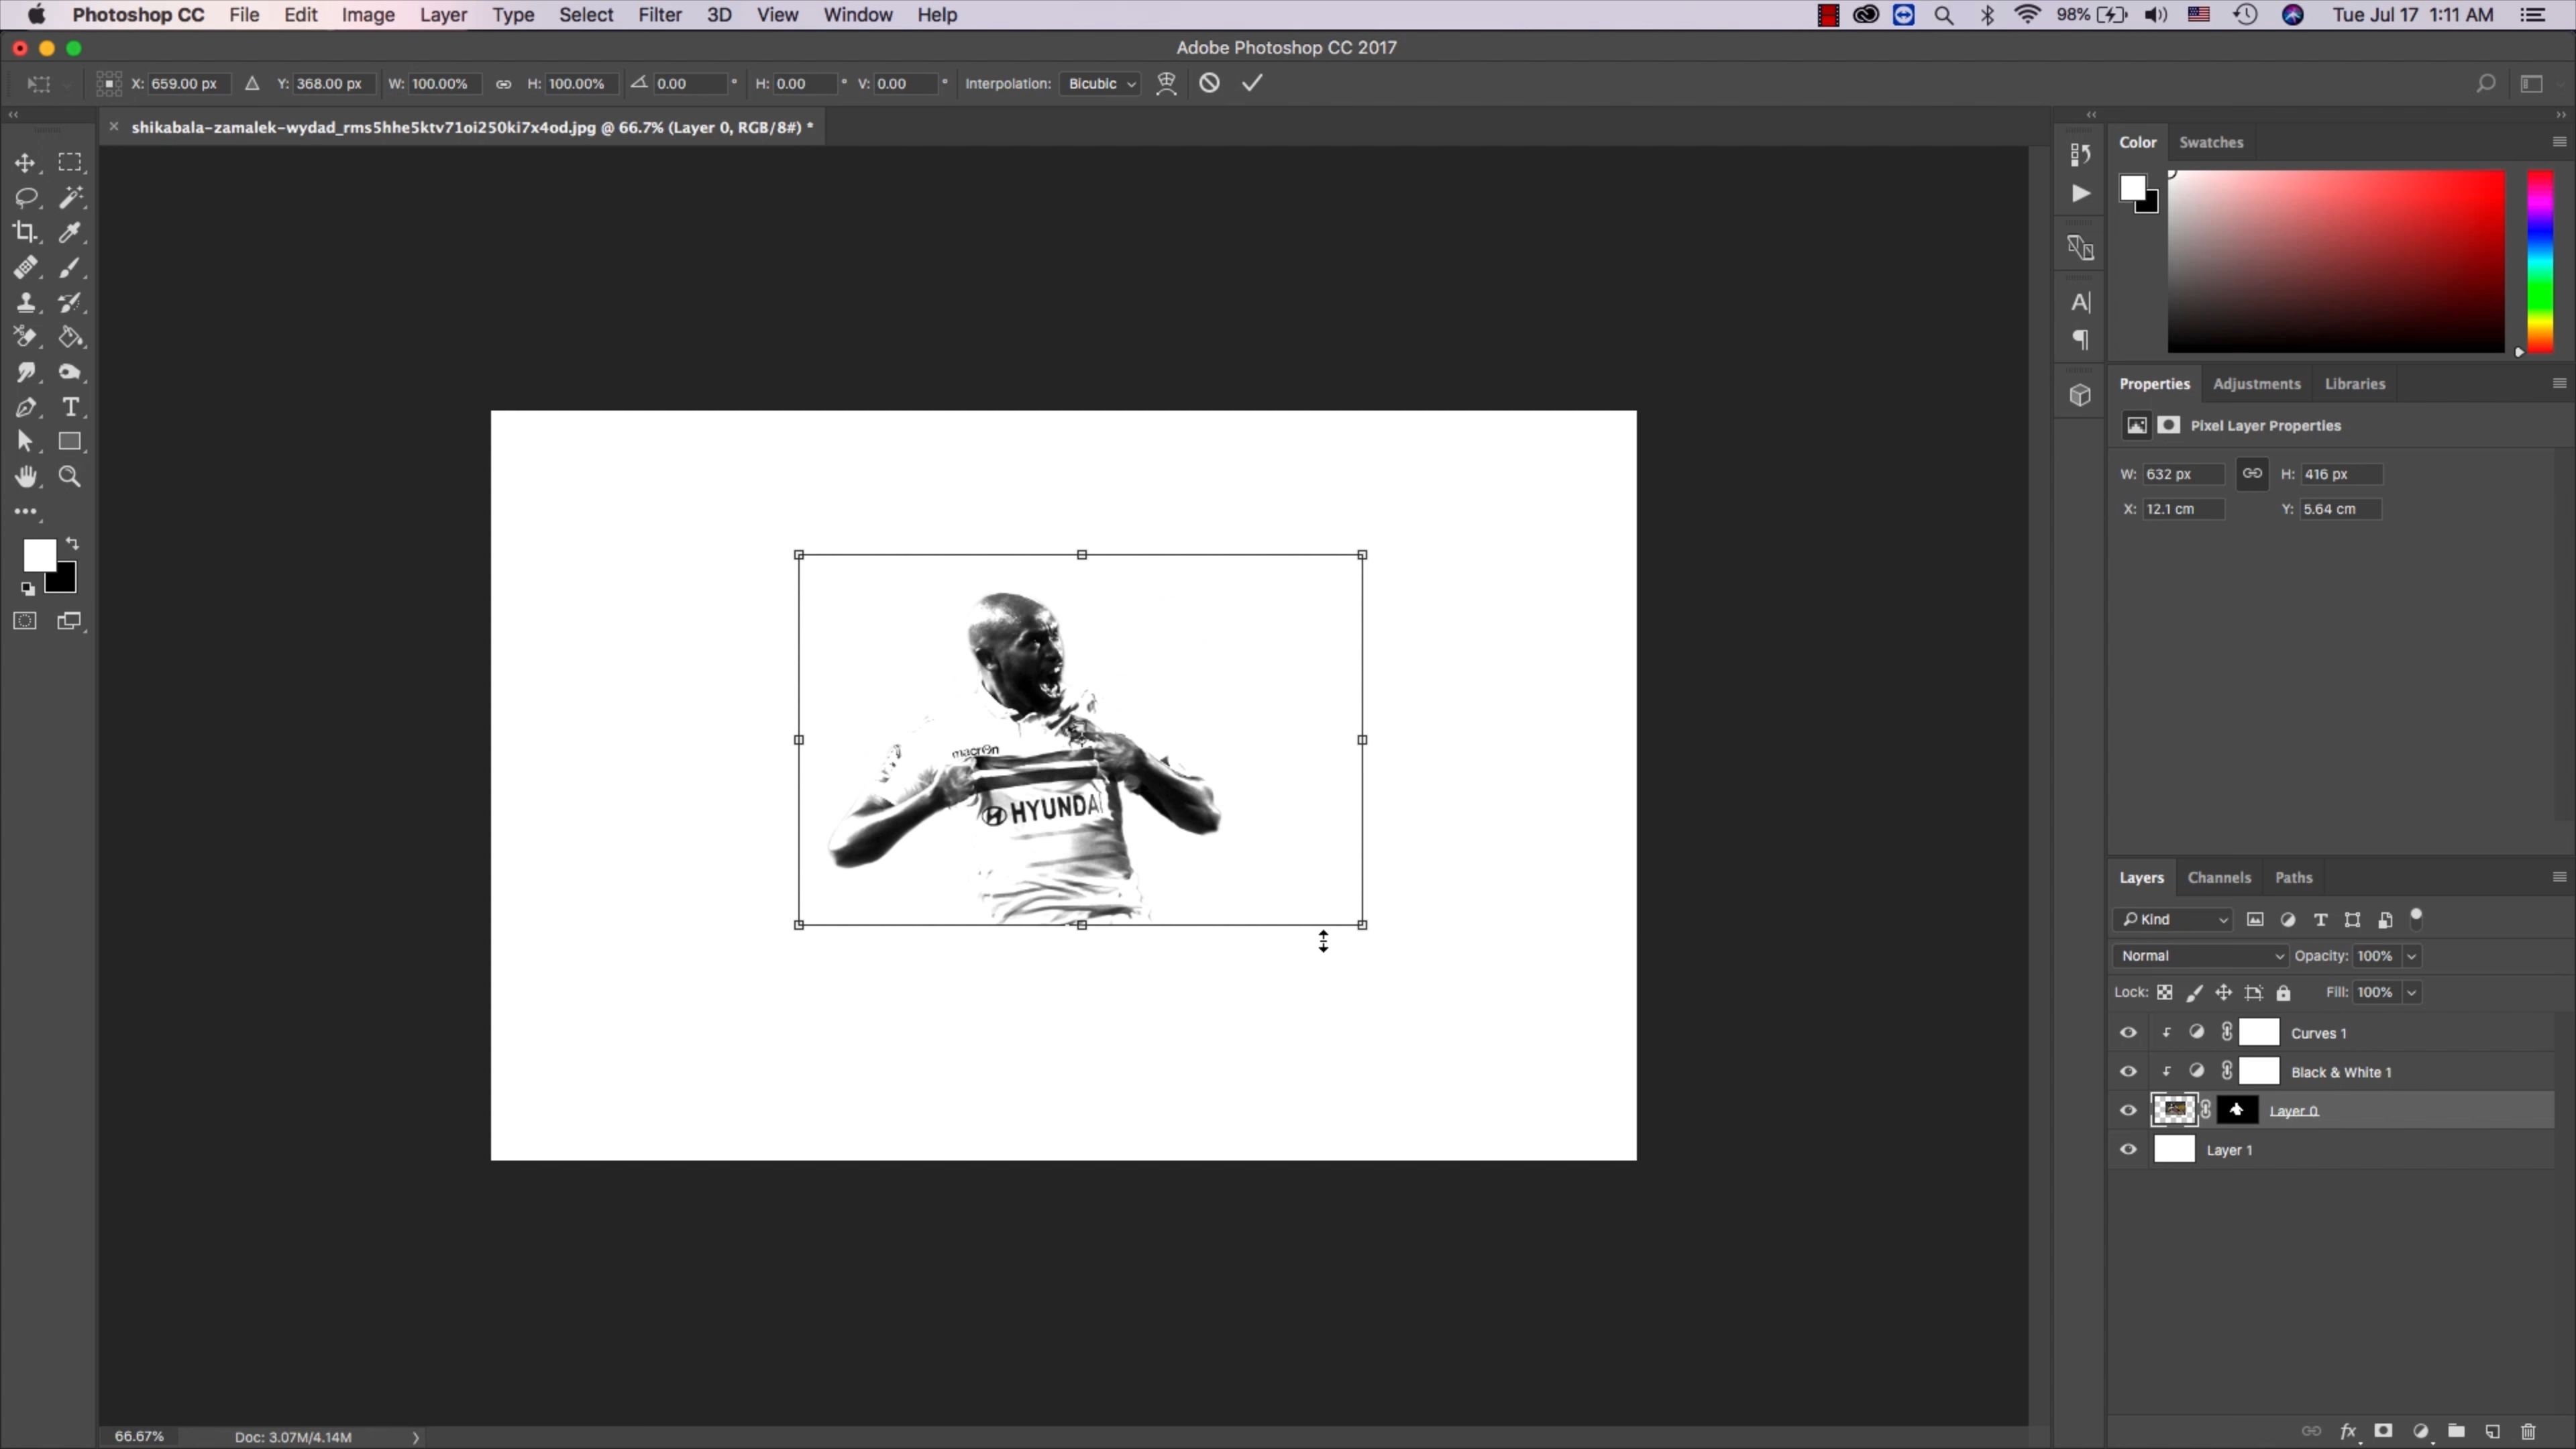 Photoshop CC File Edit Image Layer Type Select Filter 3D View Window Help 98% Tue Jul 17 1:11 AM
Adobe Photoshop CC 2017
X: 659.00 px Y: 368.00 px W: 100.00% H: 100.00% 0.00 ° H: 0.00 ° V: 0.00 ° Interpolation: Bicubic
shikabala-zamalek-wydad_rms5hhe5ktv71oi250ki7x4od.jpg @ 66.7% (Layer 0, RGB/8#) *
Color Swatches
Properties Adjustments Libraries
Pixel Layer Properties
W: 632 px H: 416 px
X: 12.1 cm Y: 5.64 cm
macron
HYUNDAI
Layers Channels Paths
Kind
Normal Opacity: 100%
Lock: Fill: 100%
Curves 1
Black & White 1
Layer 0
Layer 1
fx
66.67% Doc: 3.07M/4.14M